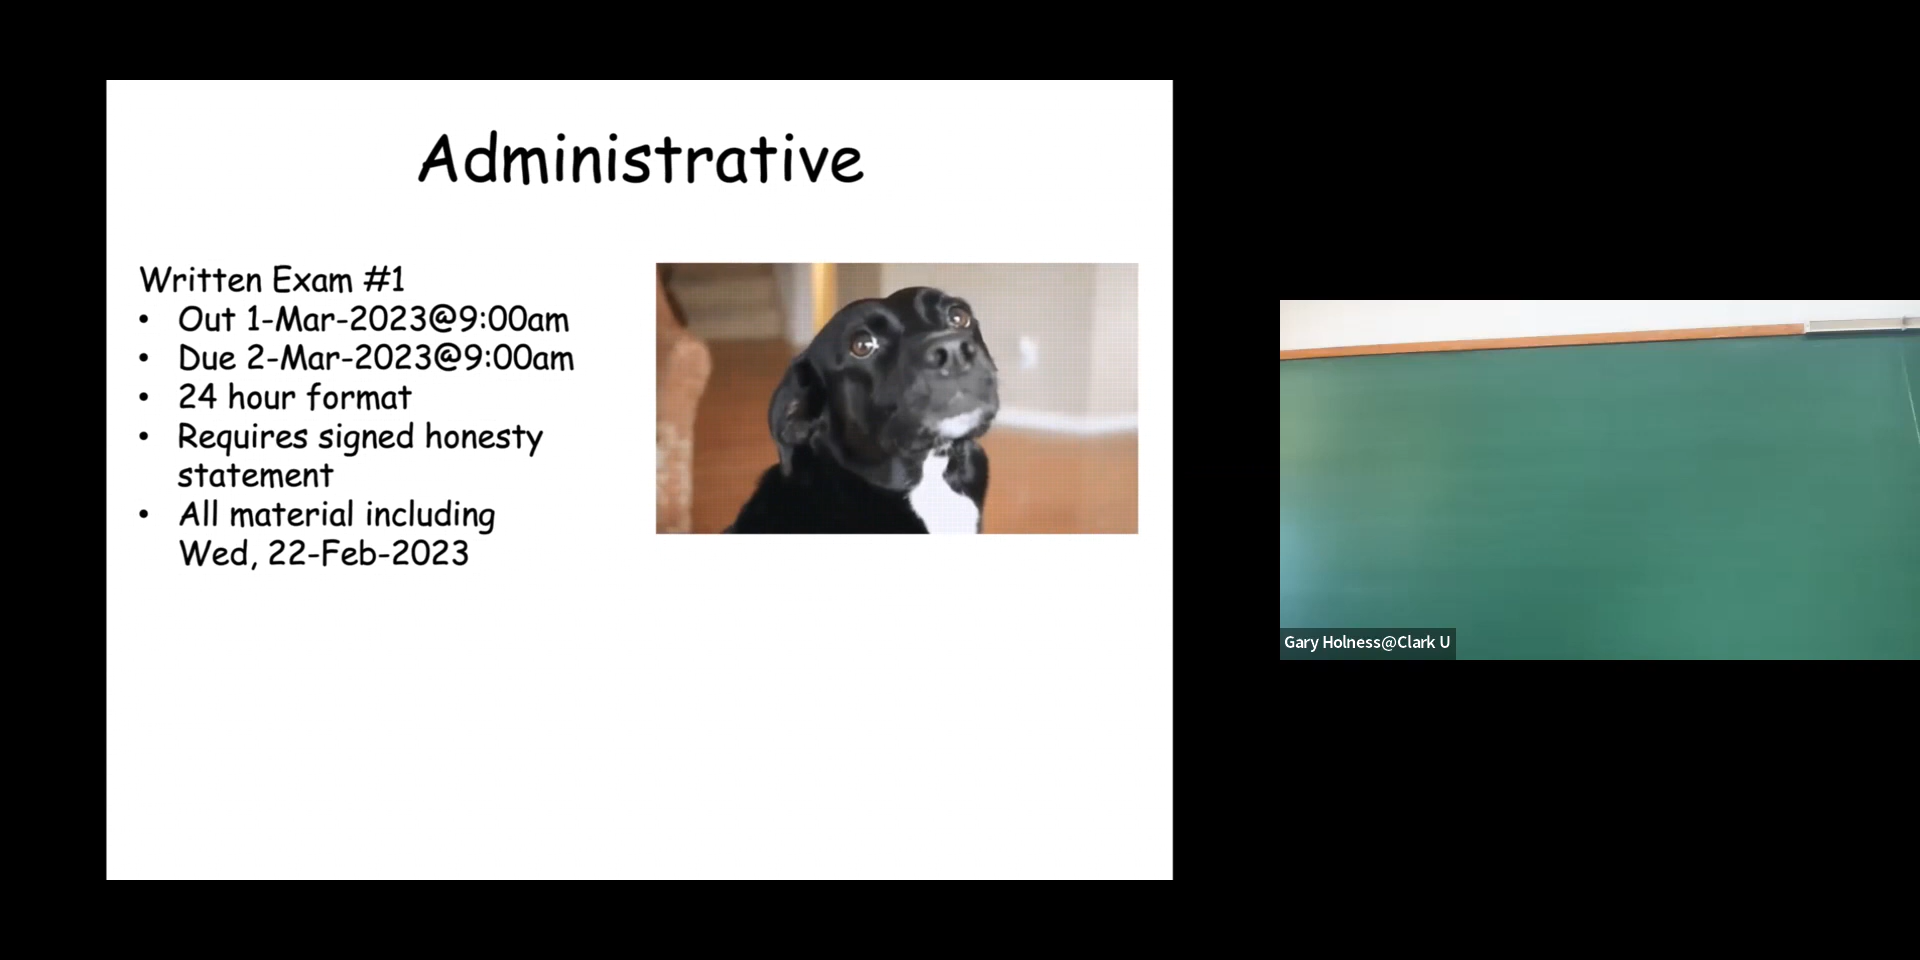 Administrative
Written Exam #1
• Out 1-Mar-2023@9:00am
• Due 2-Mar-2023@9:00am
• 24 hour format
• Requires signed honesty
statement
• All material including
Wed, 22-Feb-2023
Gary Holness@Clark U